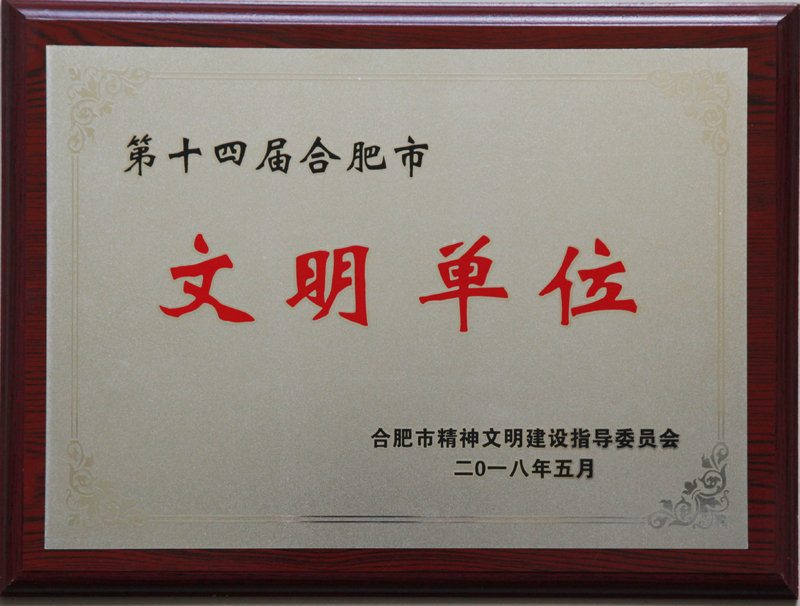 第十四届合肥市
文明单位
合肥市精神文明建设指导委员会
二0一八年五月